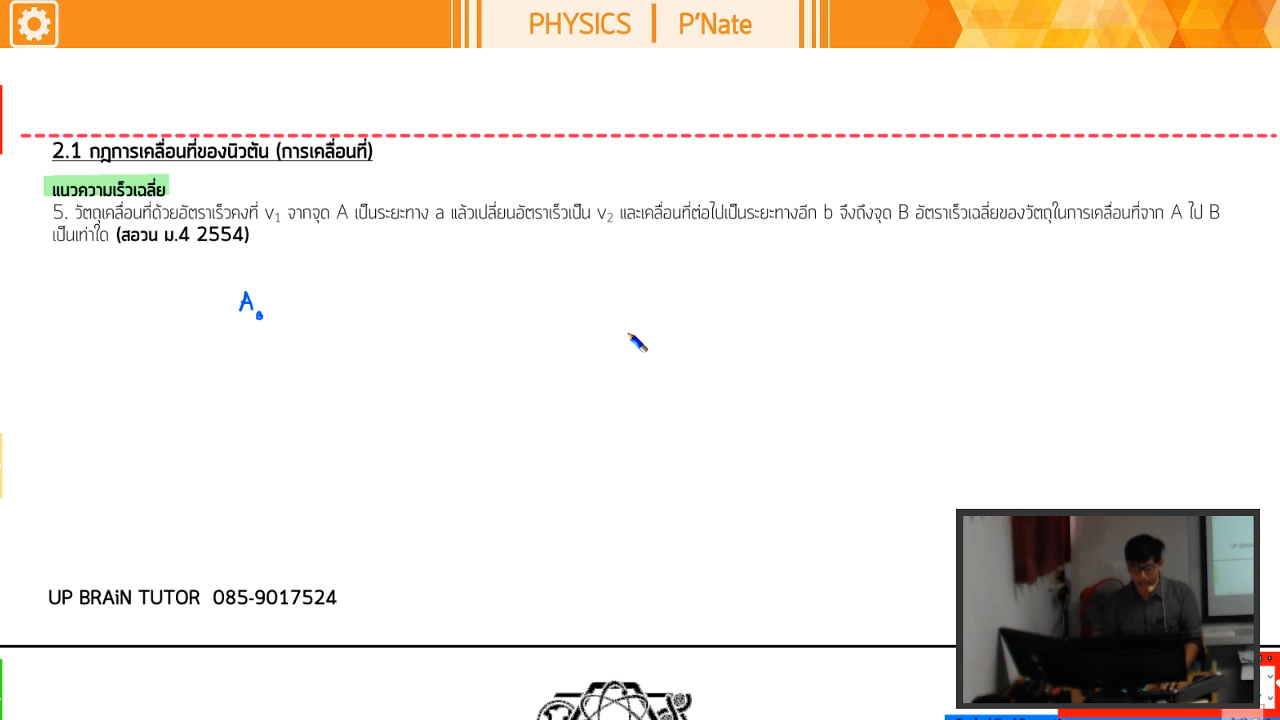 PHYSICS | P'Nate
2.1 กฎการเคลื่อนที่ของนิวตัน (การเคลื่อนที่)
แนวความเร็วเฉลี่ย
5. วัตถุเคลื่อนที่ด้วยอัตราเร็วคงที่ v₁ จากจุด A เป็นระยะทาง a แล้วเปลี่ยนอัตราเร็วเป็น v₂ และเคลื่อนที่ต่อไปเป็นระยะทางอีก b จึงถึงจุด B อัตราเร็วเฉลี่ยของวัตถุในการเคลื่อนที่จาก A ไป B
เป็นเท่าใด (สอวน ม.4 2554)
A
UP BRAiN TUTOR 085-9017524